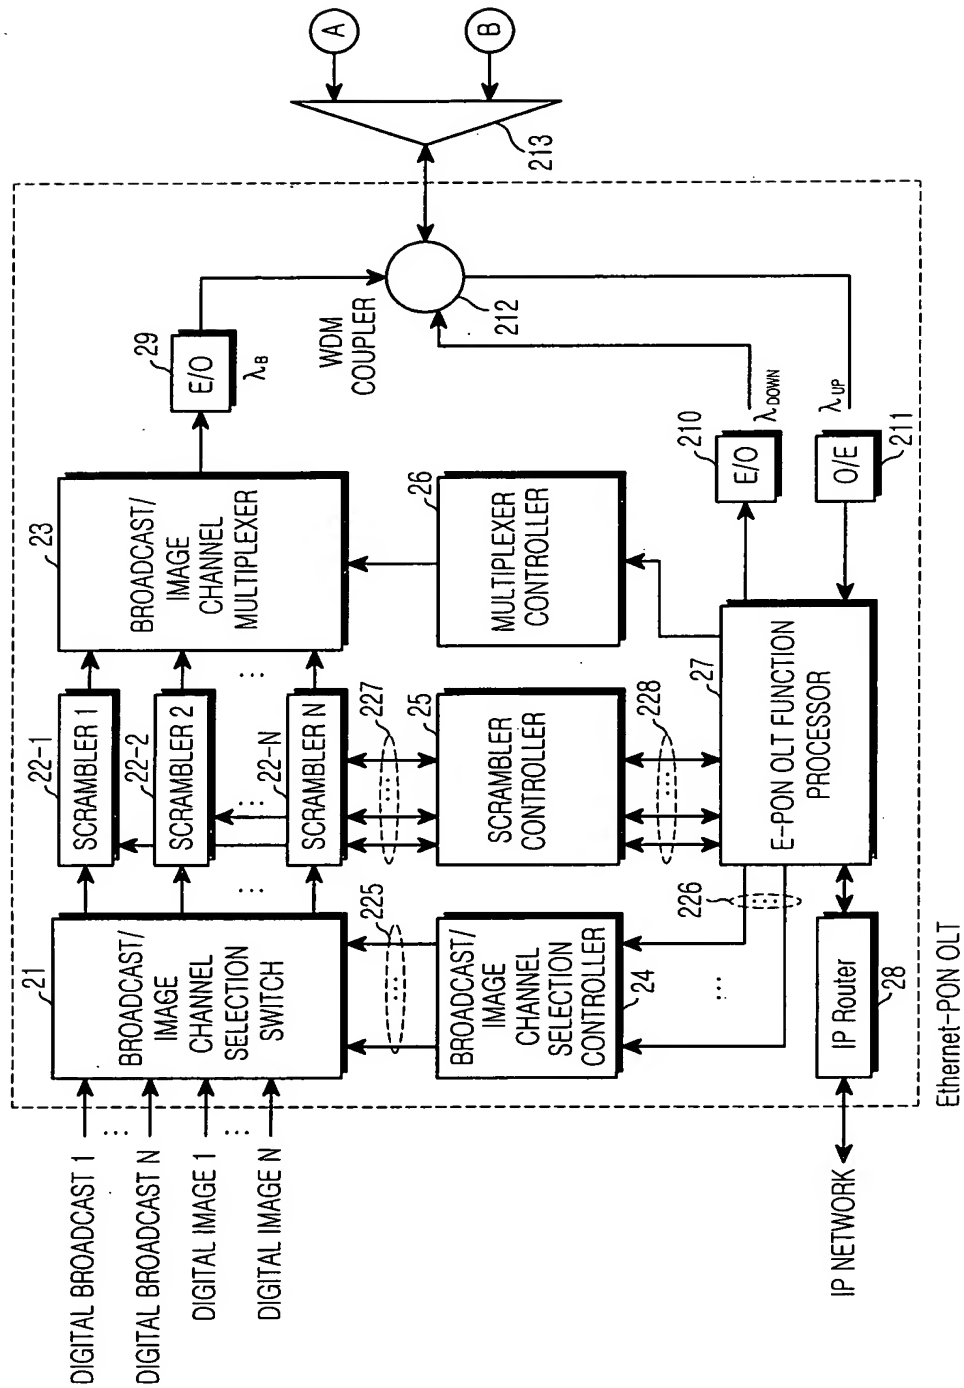 DIGITAL BROADCAST 1
...
DIGITAL BROADCAST N
DIGITAL IMAGE 1
...
DIGITAL IMAGE N
21
BROADCAST/
IMAGE
CHANNEL
SELECTION
SWITCH
22-1
SCRAMBLER 1
22-2
SCRAMBLER 2
...
...
22-N
SCRAMBLER N
...
23
BROADCAST/
IMAGE
CHANNEL
MULTIPLEXER
29
E/O
λB
WDM
COUPLER
212
213
A
B
225
...
227
...
BROADCAST/
IMAGE
CHANNEL
SELECTION
CONTROLLER
24
25
SCRAMBLER
CONTROLLER
26
MULTIPLEXER
CONTROLLER
226
...
...
228
...
27
E-PON OLT FUNCTION
PROCESSOR
210
E/O
λDOWN
O/E
λUP
211
IP NETWORK
IP Router
28
Ethernet-PON OLT